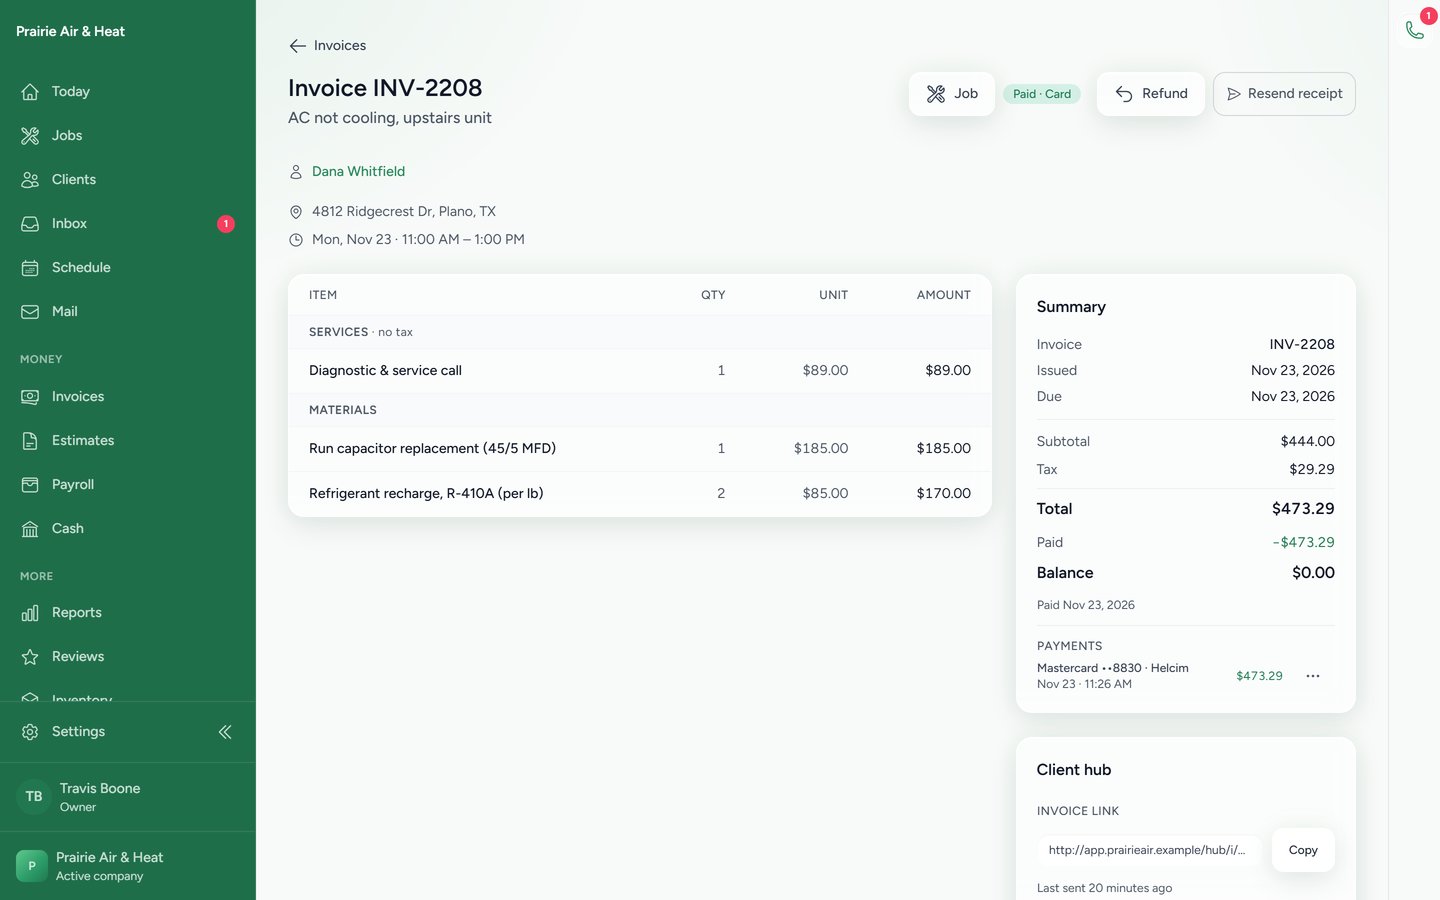 Prairie Air & Heat
Today
Jobs
Clients
Inbox 1
Schedule
Mail
MONEY
Invoices
Estimates
Payroll
Cash
MORE
Reports
Reviews
Inventory
Settings
TB Travis Boone
Owner
P Prairie Air & Heat
Active company
Invoices
Invoice INV-2208
AC not cooling, upstairs unit
Job Paid · Card Refund Resend receipt
1
Dana Whitfield
4812 Ridgecrest Dr, Plano, TX
Mon, Nov 23 · 11:00 AM – 1:00 PM
ITEM QTY UNIT AMOUNT
SERVICES · no tax
Diagnostic & service call 1 $89.00 $89.00
MATERIALS
Run capacitor replacement (45/5 MFD) 1 $185.00 $185.00
Refrigerant recharge, R-410A (per lb) 2 $85.00 $170.00
Summary
Invoice INV-2208
Issued Nov 23, 2026
Due Nov 23, 2026
Subtotal $444.00
Tax $29.29
Total $473.29
Paid -$473.29
Balance $0.00
Paid Nov 23, 2026
PAYMENTS
Mastercard ••8830 · Helcim
Nov 23 · 11:26 AM
$473.29
Client hub
INVOICE LINK
http://app.prairieair.example/hub/i/... Copy
Last sent 20 minutes ago